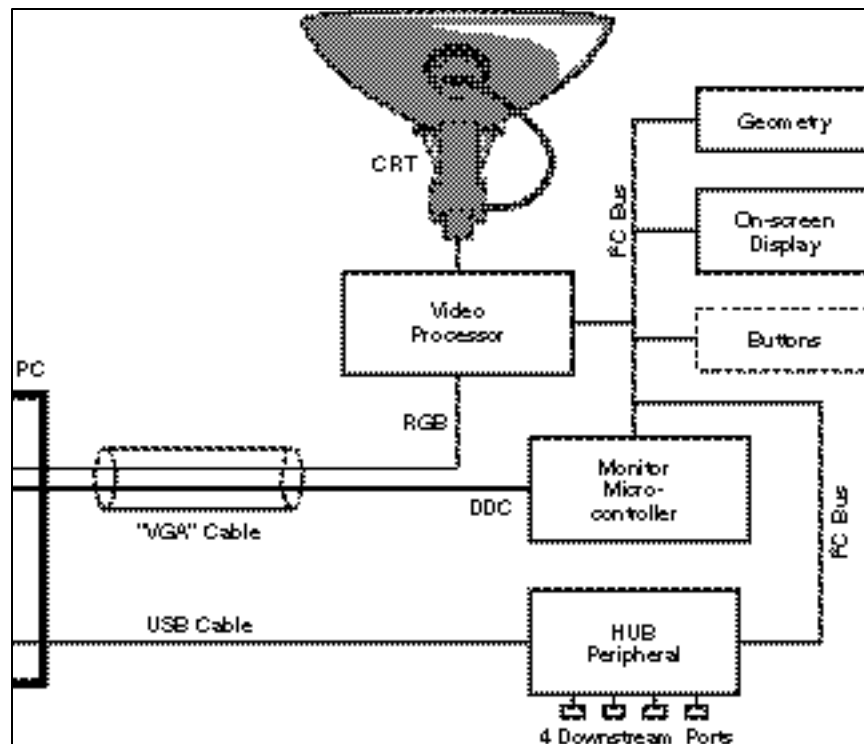 CRT
Geometry
I²C Bus
On-screen
Display
Video
Processor
Buttons
PC
RGB
Monitor
Micro-
controller
DDC
"VGA" Cable
I²C Bus
USB Cable
HUB
Peripheral
4 Downstream Ports